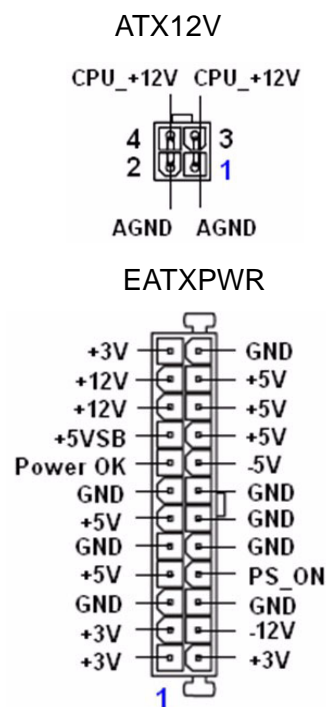 ATX12V
CPU_+12V CPU_+12V
4 3
2 1
AGND AGND
EATXPWR
+3V GND
+12V +5V
+12V +5V
+5VSB +5V
Power OK -5V
GND GND
+5V GND
GND GND
+5V PS_ON
GND GND
+3V -12V
+3V +3V
1